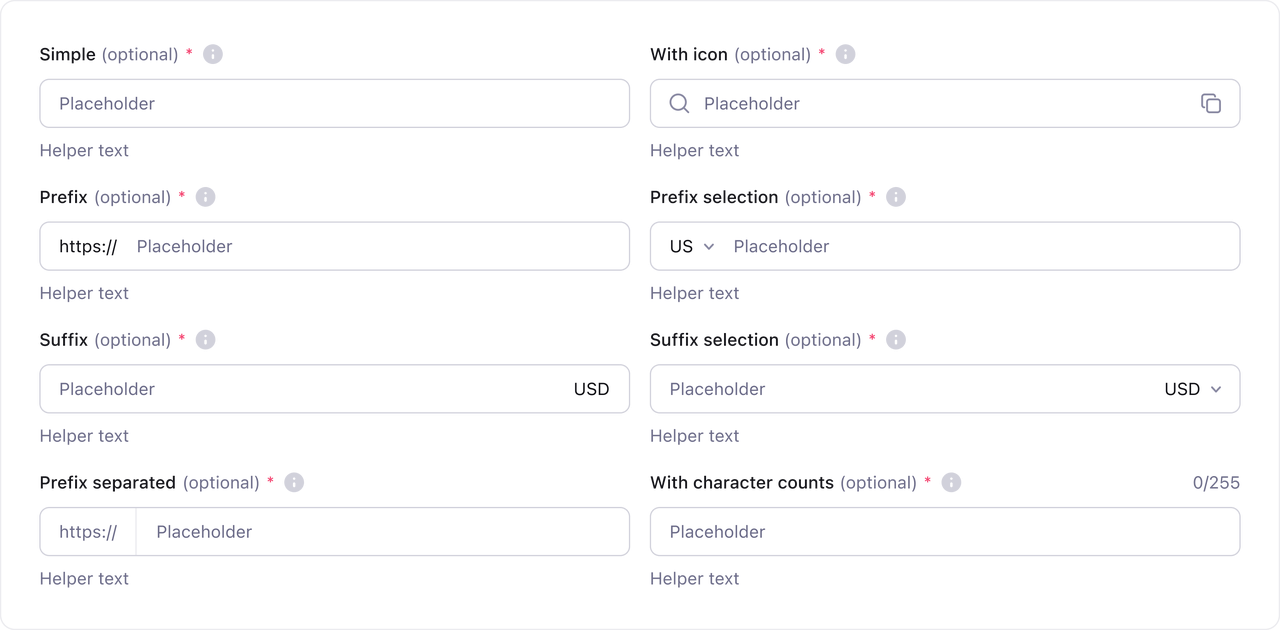 Simple (optional) *
With icon (optional) *
Placeholder
Placeholder
Helper text
Helper text
Prefix (optional) *
Prefix selection (optional) *
https:// Placeholder
US Placeholder
Helper text
Helper text
Suffix (optional) *
Suffix selection (optional) *
Placeholder USD
Placeholder USD
Helper text
Helper text
Prefix separated (optional) *
With character counts (optional) * 0/255
https:// Placeholder
Placeholder
Helper text
Helper text